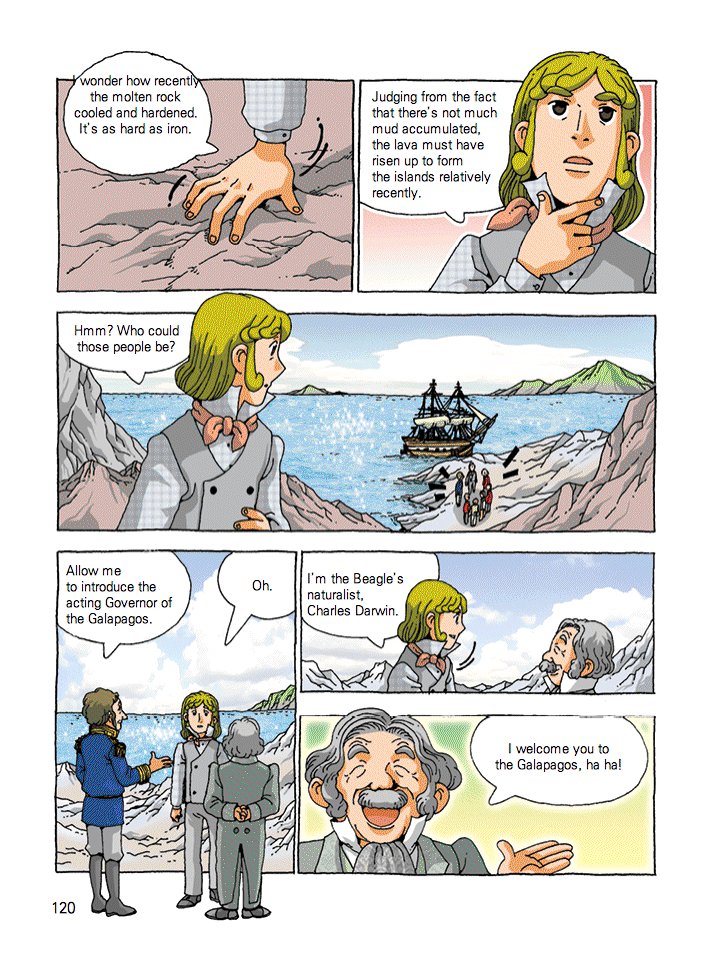 I wonder how recently
the molten rock
cooled and hardened.
It's as hard as iron.
Judging from the fact
that there's not much
mud accumulated,
the lava must have
risen up to form
the islands relatively
recently.
Hmm? Who could
those people be?
Allow me
to introduce the
acting Governor of
the Galapagos.
Oh.
I'm the Beagle's
naturalist,
Charles Darwin.
I welcome you to
the Galapagos, ha ha!
120